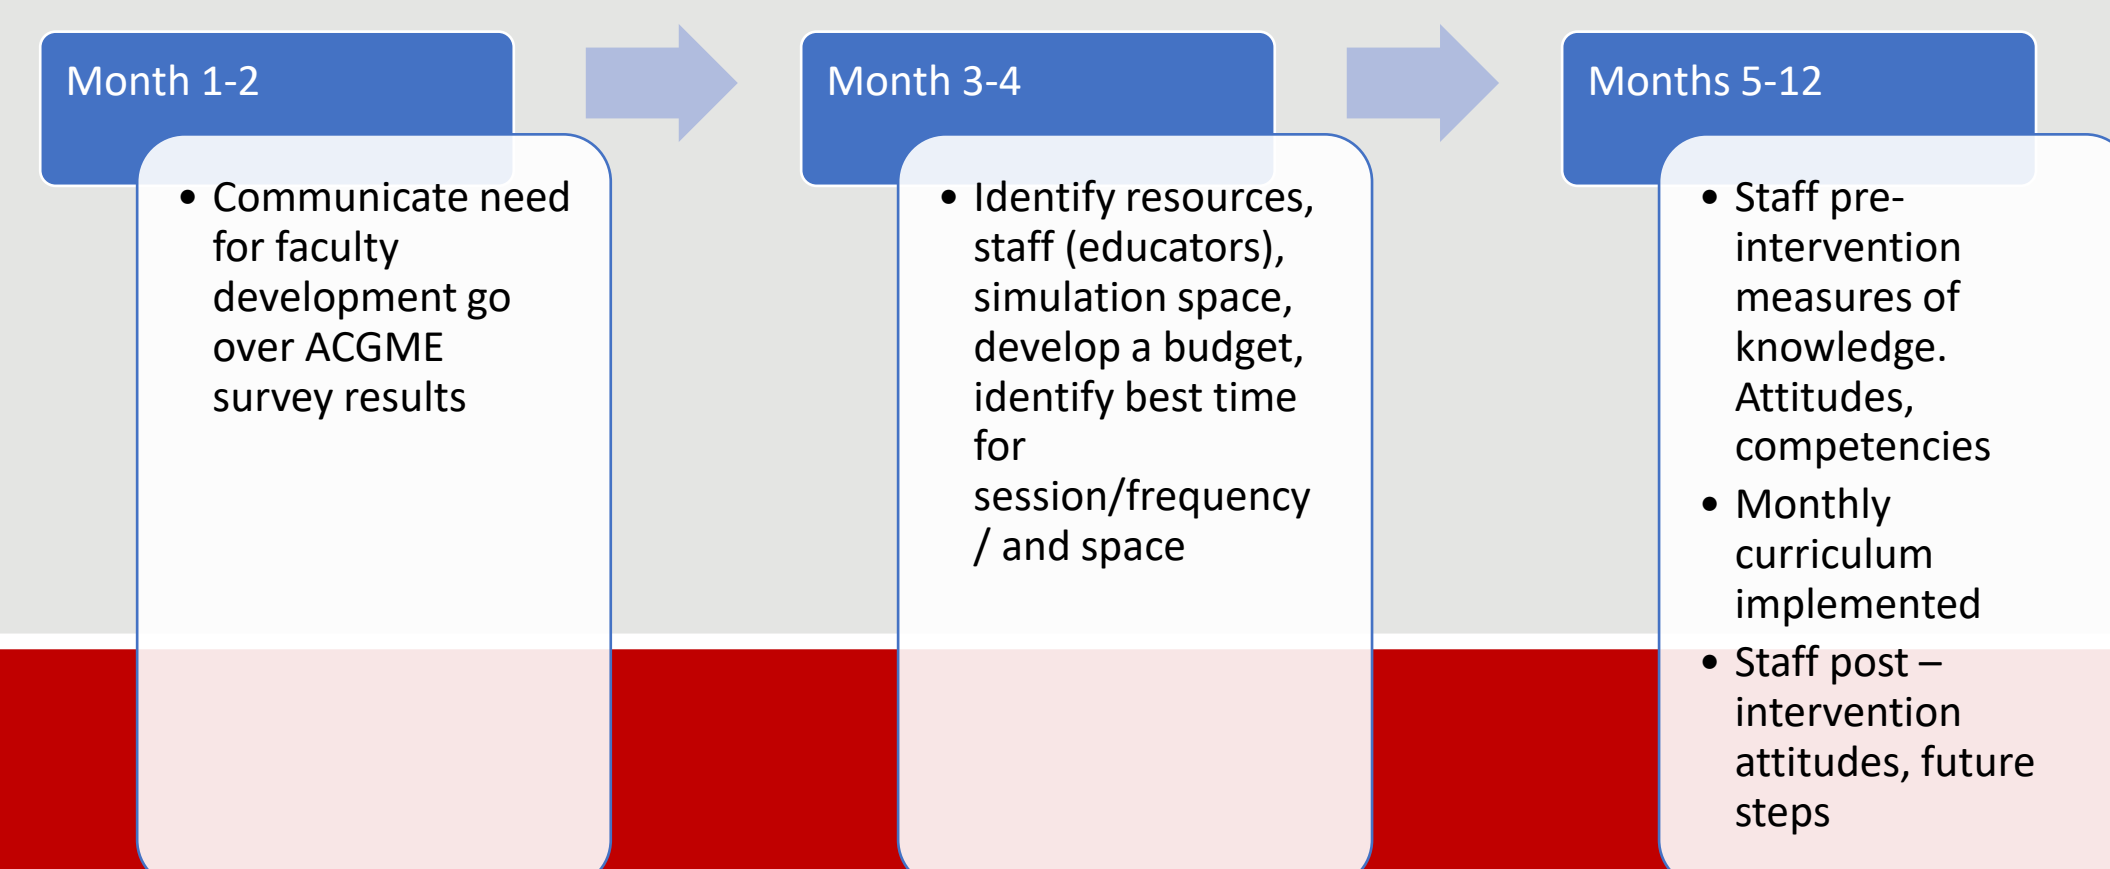 Month 1-2
• Communicate need
for faculty
development go
over ACGME
survey results
Month 3-4
• Identify resources,
staff (educators),
simulation space,
develop a budget,
identify best time
for
session/frequency
/ and space
Months 5-12
• Staff pre-
intervention
measures of
knowledge.
Attitudes,
competencies
• Monthly
curriculum
implemented
• Staff post –
intervention
attitudes, future
steps